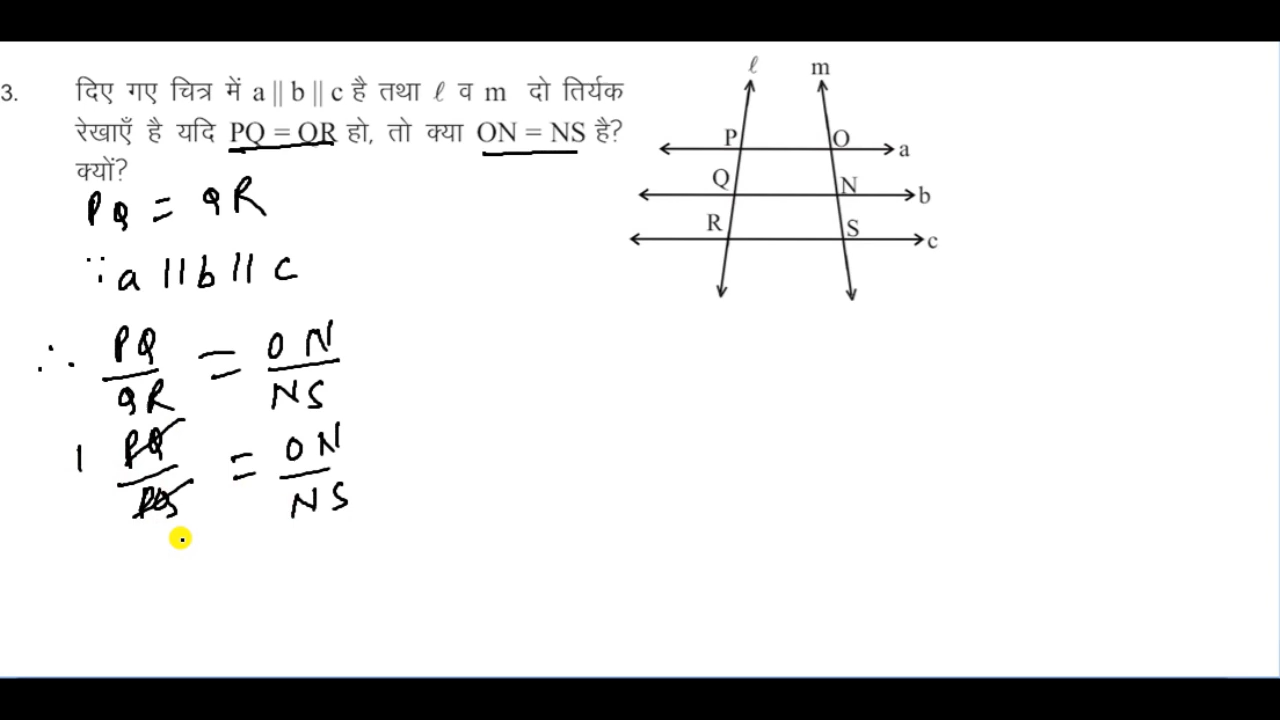 3. दिए गए चित्र में a || b || c है तथा ℓ व m दो तिर्यक
रेखाएँ है यदि PQ = QR हो, तो क्या ON = NS है?
क्यों?
PQ = QR
∵ a || b || c
∴ PQ/QR = ON/NS
1 PQ/PQ = ON/NS
ℓ
m
P
O
a
Q
N
b
R
S
c